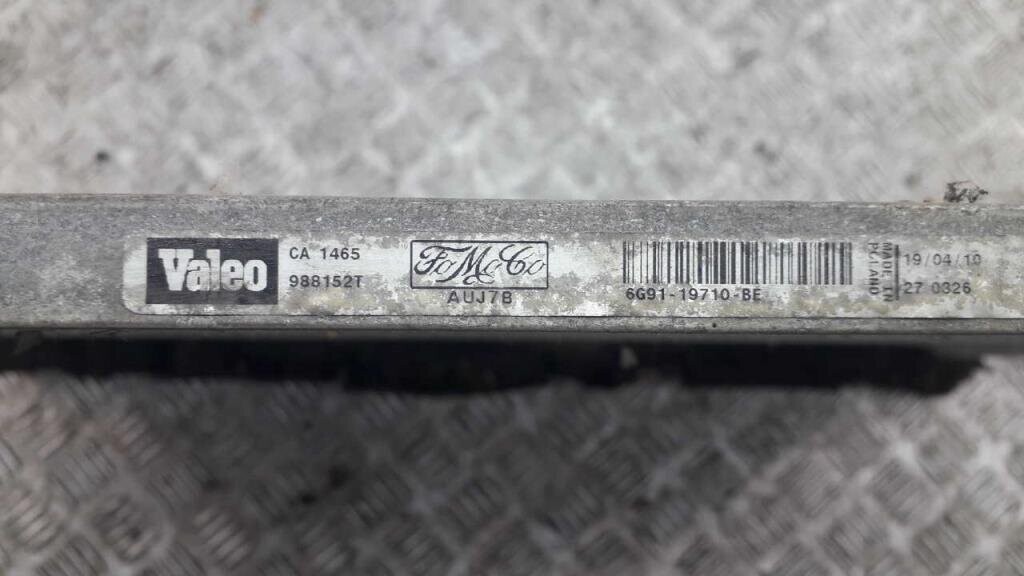 Valeo
CA 1465
988152T
FoMoCo
AUJ7B
6G91-19710-BE
MADE IN
POLAND
19/04/10
27 0326